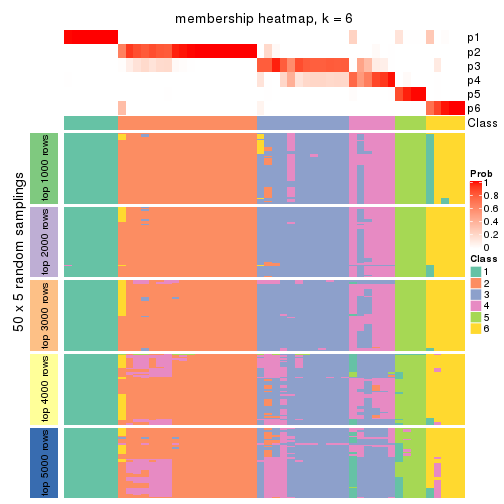 membership heatmap, k = 6
p1
p2
p3
p4
p5
p6
Class
50 x 5 random samplings
top 1000 rows
top 2000 rows
top 3000 rows
top 4000 rows
top 5000 rows
Prob
1
0.8
0.6
0.4
0.2
0
Class
1
2
3
4
5
6